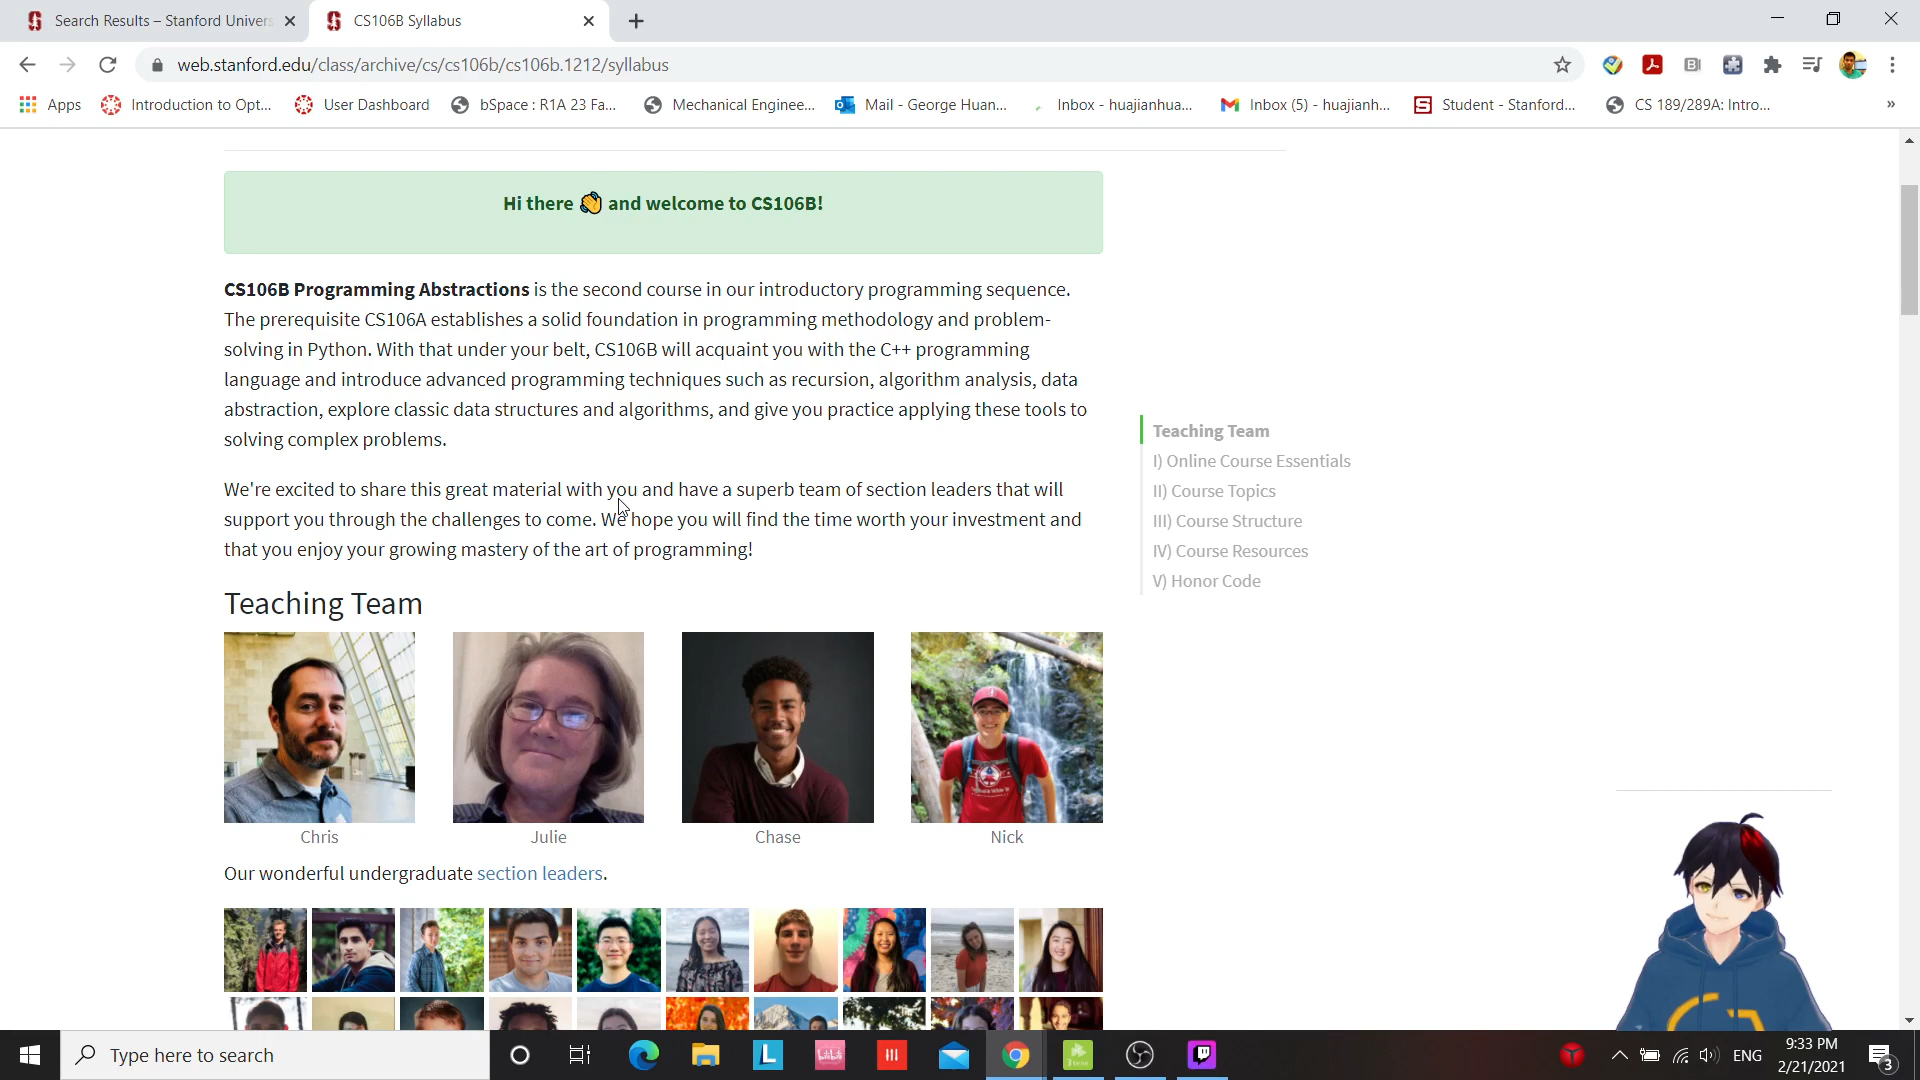 Search Results – Stanford Univers
CS106B Syllabus
web.stanford.edu/class/archive/cs/cs106b/cs106b.1212/syllabus
Apps
Introduction to Opt...
User Dashboard
bSpace : R1A 23 Fa...
Mechanical Enginee...
Mail - George Huan...
Inbox - huajianhua...
Inbox (5) - huajianh...
Student - Stanford...
CS 189/289A: Intro...
»
Hi there 👋 and welcome to CS106B!
CS106B Programming Abstractions is the second course in our introductory programming sequence.
The prerequisite CS106A establishes a solid foundation in programming methodology and problem-
solving in Python. With that under your belt, CS106B will acquaint you with the C++ programming
language and introduce advanced programming techniques such as recursion, algorithm analysis, data
abstraction, explore classic data structures and algorithms, and give you practice applying these tools to
solving complex problems.
We're excited to share this great material with you and have a superb team of section leaders that will
support you through the challenges to come. We hope you will find the time worth your investment and
that you enjoy your growing mastery of the art of programming!
Teaching Team
I) Online Course Essentials
II) Course Topics
III) Course Structure
IV) Course Resources
V) Honor Code
Teaching Team
Chris
Julie
Chase
Nick
Our wonderful undergraduate section leaders.
Type here to search
ENG
9:33 PM
2/21/2021
3